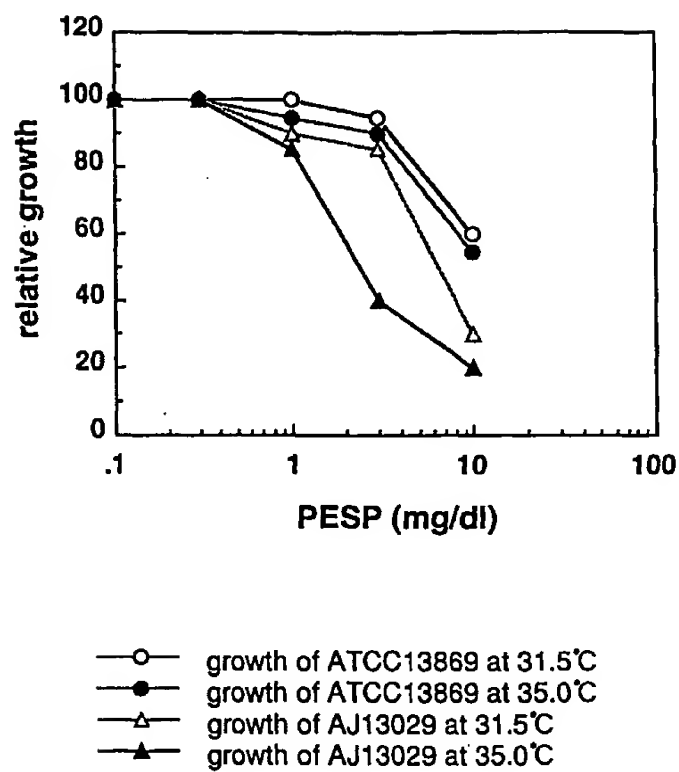 120
100
80
60
40
20
0
relative growth
.1 1 10 100
PESP (mg/dl)
growth of ATCC13869 at 31.5°C
growth of ATCC13869 at 35.0°C
growth of AJ13029 at 31.5°C
growth of AJ13029 at 35.0°C